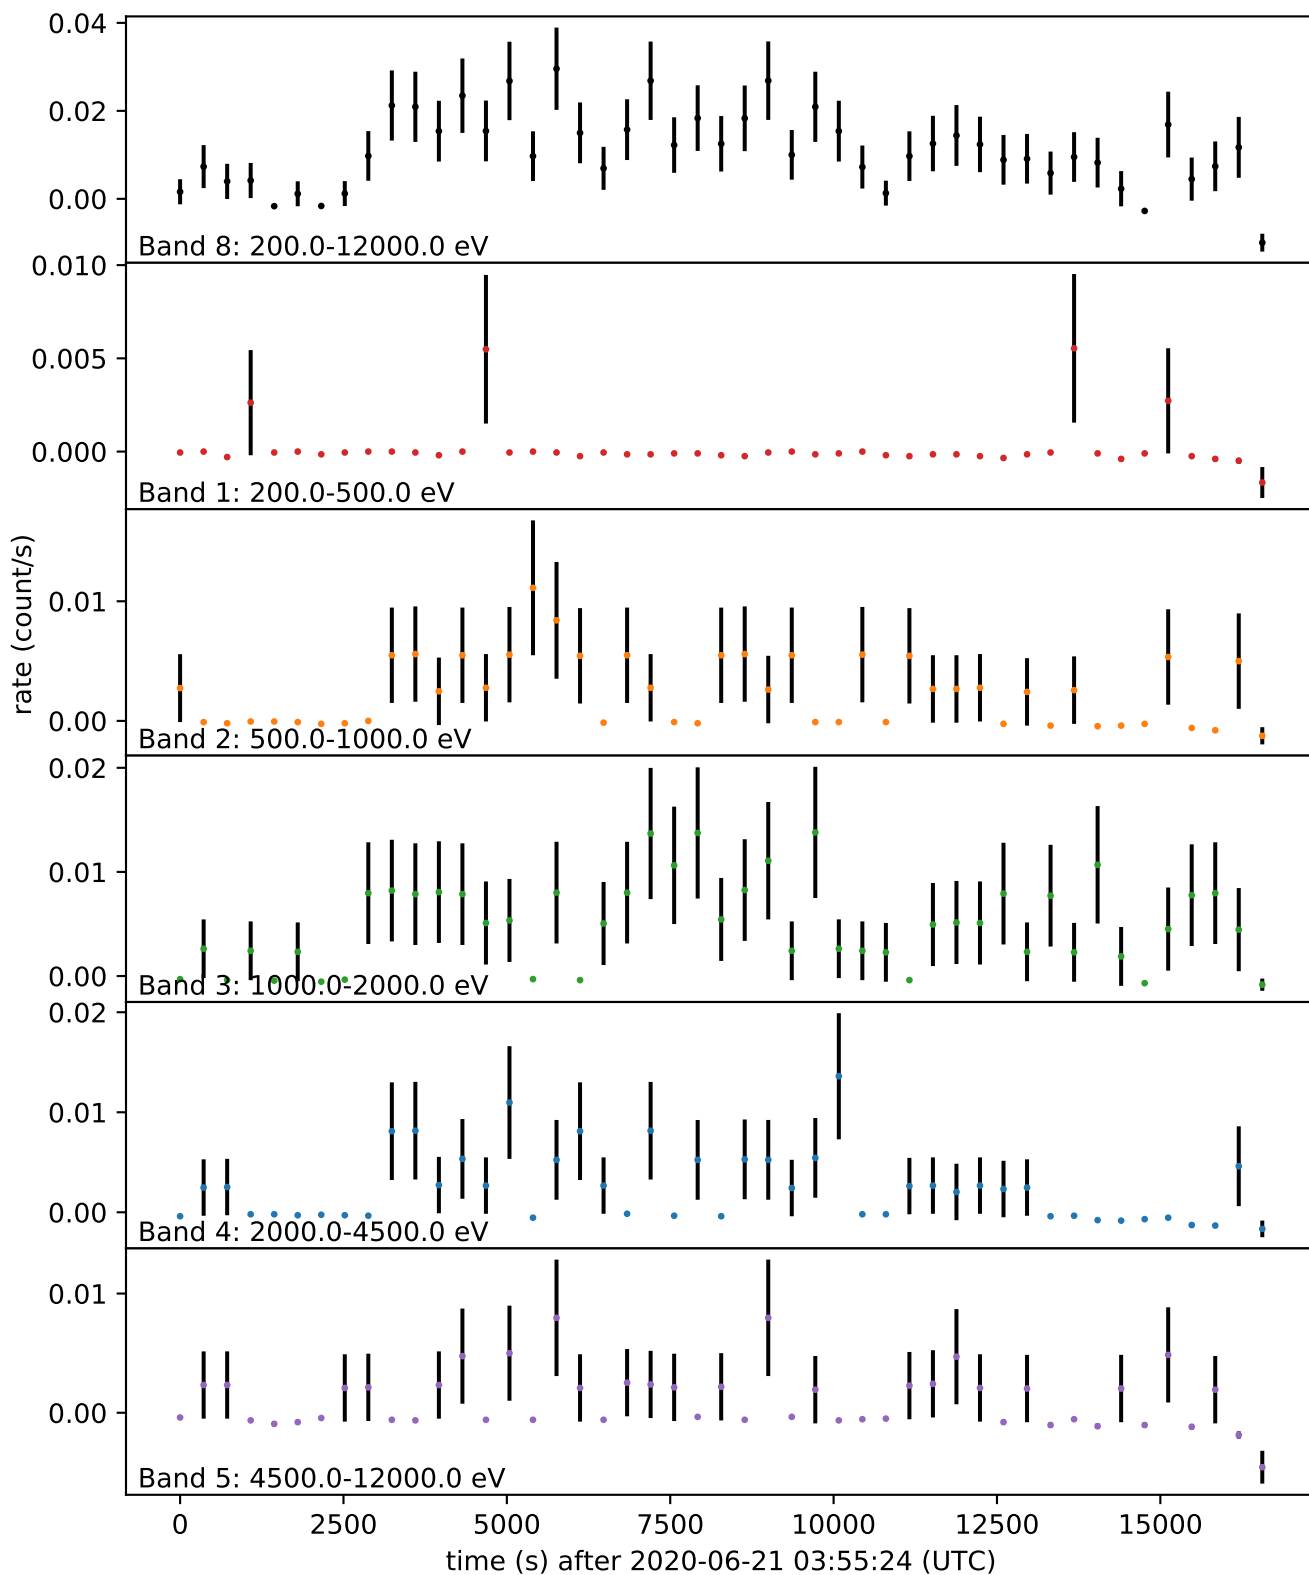 0.04
0.02
0.00
Band 8: 200.0-12000.0 eV
0.010
0.005
0.000
Band 1: 200.0-500.0 eV
rate (count/s)
0.01
0.00
Band 2: 500.0-1000.0 eV
0.02
0.01
0.00
Band 3: 1000.0-2000.0 eV
0.02
0.01
0.00
Band 4: 2000.0-4500.0 eV
0.01
0.00
Band 5: 4500.0-12000.0 eV
0 2500 5000 7500 10000 12500 15000
time (s) after 2020-06-21 03:55:24 (UTC)